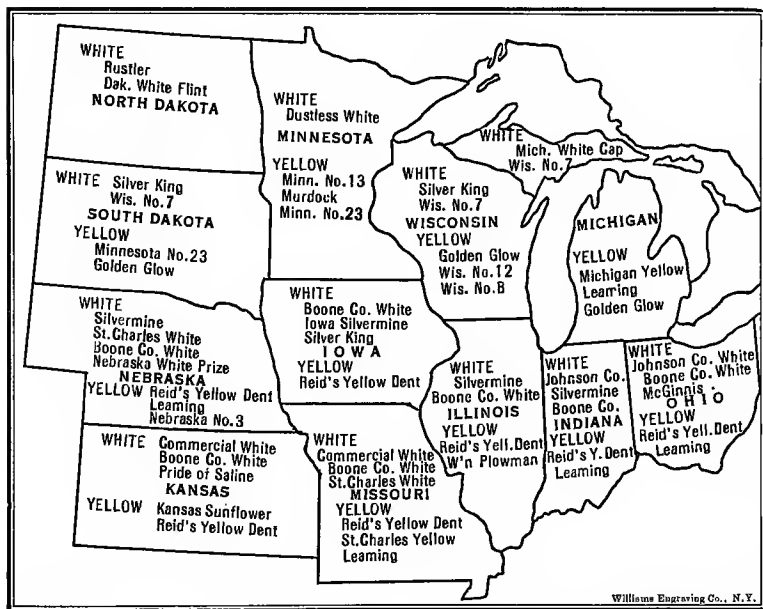 WHITE
Rustler
Dak. White Flint
NORTH DAKOTA
WHITE
Dustless White
MINNESOTA
YELLOW
Minn. No.13
Murdock
Minn. No.23
WHITE
Mich. White Cap
Wis. No.7
WHITE Silver King
Wis. No.7
SOUTH DAKOTA
YELLOW
Minnesota No.23
Golden Glow
WHITE
Silver King
Wis. No.7
WISCONSIN
YELLOW
Golden Glow
Wis. No.12
Wis. No.8
MICHIGAN
YELLOW
Michigan Yellow
Leaming
Golden Glow
WHITE
Silvermine
St.Charles White
Boone Co. White
Nebraska White Prize
NEBRASKA
YELLOW Reid's Yellow Dent
Leaming
Nebraska No.3
WHITE
Boone Co. White
Iowa Silvermine
Silver King
IOWA
YELLOW
Reid's Yellow Dent
WHITE
Silvermine
Boone Co. White
ILLINOIS
YELLOW
Reid's Yell. Dent
W'n Plowman
WHITE
Johnson Co.
Silvermine
Boone Co.
INDIANA
YELLOW
Reid's Y. Dent
Leaming
WHITE
Johnson Co. White
Boone Co. White
McGinnis.
OHIO
YELLOW
Reid's Yell. Dent
Leaming
WHITE Commercial White
Boone Co. White
Pride of Saline
KANSAS
YELLOW Kansas Sunflower
Reid's Yellow Dent
WHITE
Commercial White
Boone Co. White
St.Charles White
MISSOURI
YELLOW
Reid's Yellow Dent
St.Charles Yellow
Leaming
Williams Engraving Co., N.Y.